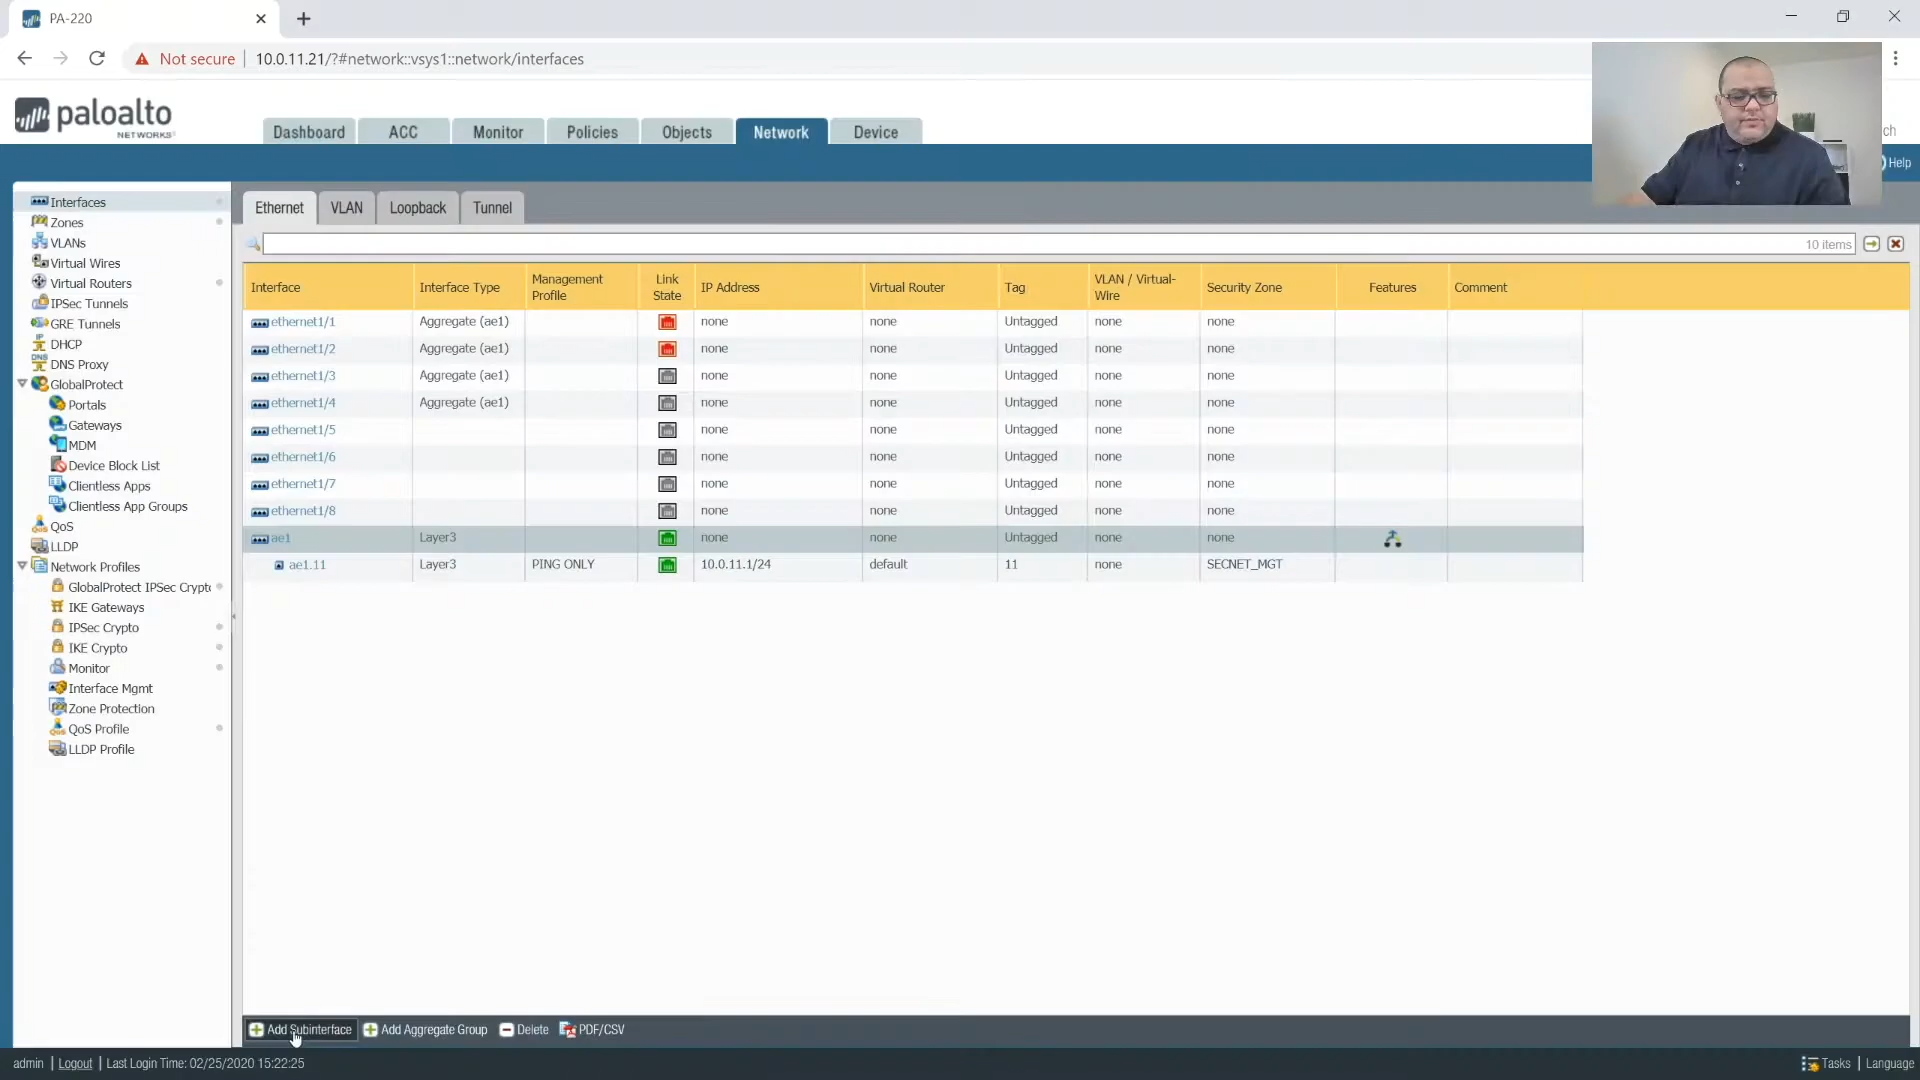 PA-220
Not secure
10.0.11.21/?#network::vsys1::network/interfaces
paloalto
NETWORKS
Dashboard
ACC
Monitor
Policies
Objects
Network
Device
Help
Interfaces
Zones
VLANs
Virtual Wires
Virtual Routers
IPSec Tunnels
GRE Tunnels
DHCP
DNS Proxy
GlobalProtect
Portals
Gateways
MDM
Device Block List
Clientless Apps
Clientless App Groups
QoS
LLDP
Network Profiles
GlobalProtect IPSec Crypto
IKE Gateways
IPSec Crypto
IKE Crypto
Monitor
Interface Mgmt
Zone Protection
QoS Profile
LLDP Profile
Ethernet
VLAN
Loopback
Tunnel
10 items
Interface Interface Type Management Profile Link State IP Address Virtual Router Tag VLAN / Virtual-Wire Security Zone Features Comment
ethernet1/1 Aggregate (ae1) none none Untagged none none
ethernet1/2 Aggregate (ae1) none none Untagged none none
ethernet1/3 Aggregate (ae1) none none Untagged none none
ethernet1/4 Aggregate (ae1) none none Untagged none none
ethernet1/5 none none Untagged none none
ethernet1/6 none none Untagged none none
ethernet1/7 none none Untagged none none
ethernet1/8 none none Untagged none none
ae1 Layer3 none none Untagged none none
ae1.11 Layer3 PING ONLY 10.0.11.1/24 default 11 none SECNET_MGT
Add Subinterface
Add Aggregate Group
Delete
PDF/CSV
admin | Logout | Last Login Time: 02/25/2020 15:22:25
Tasks | Language